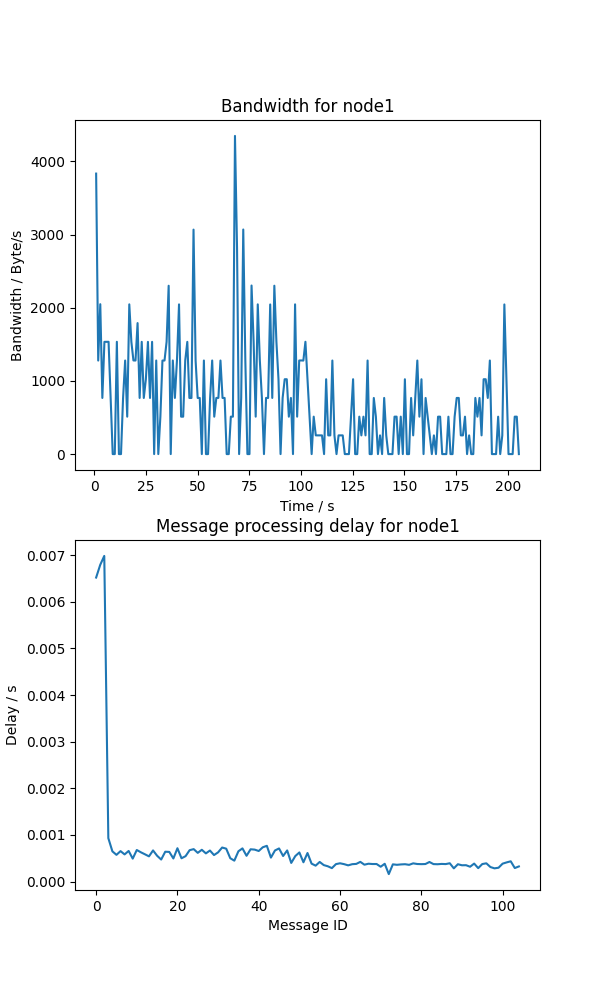 Bandwidth for node1
4000
3000
2000
1000
0
Bandwidth / Byte/s
0 25 50 75 100 125 150 175 200
Time / s
Message processing delay for node1
0.007
0.006
0.005
0.004
0.003
0.002
0.001
0.000
Delay / s
0 20 40 60 80 100
Message ID